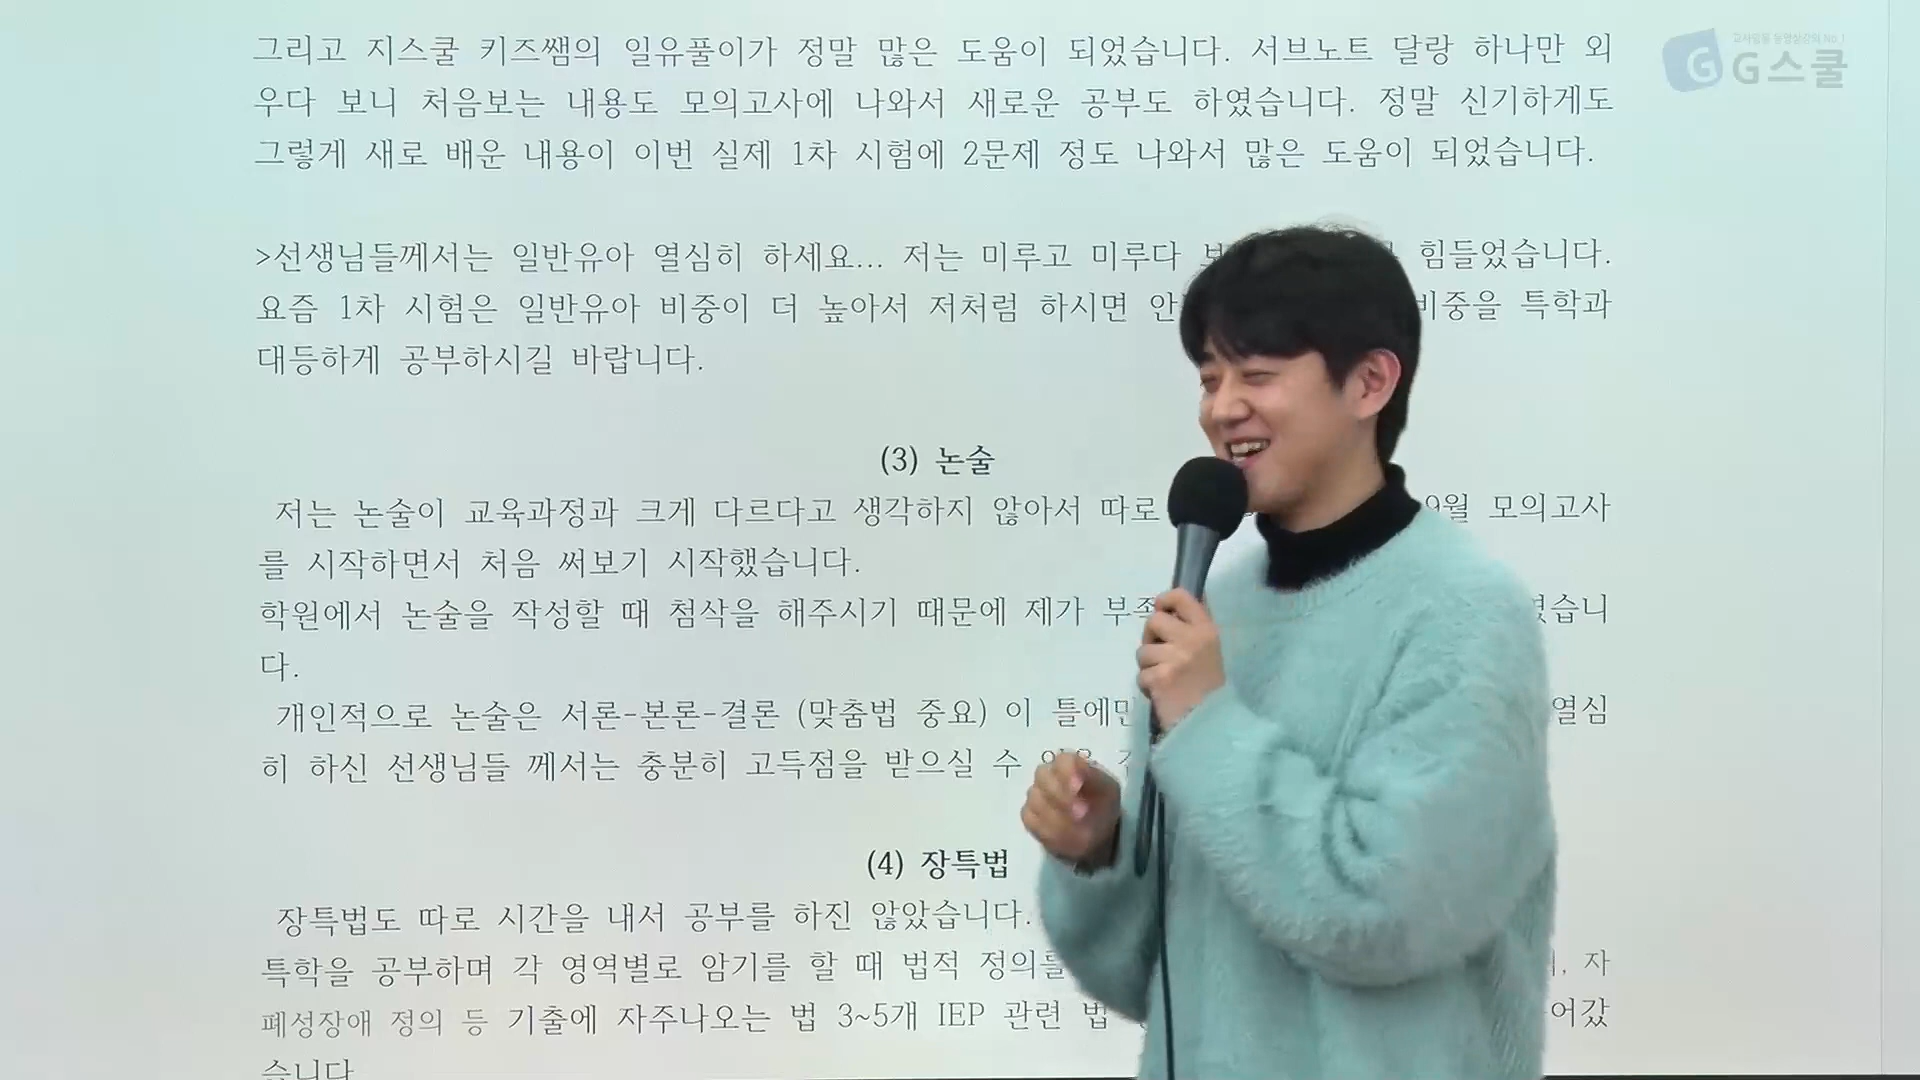 교사임용 동영상강의 No.1
G스쿨
그리고 지스쿨 키즈쌤의 일유풀이가 정말 많은 도움이 되었습니다. 서브노트 달랑 하나만 외
우다 보니 처음보는 내용도 모의고사에 나와서 새로운 공부도 하였습니다. 정말 신기하게도
그렇게 새로 배운 내용이 이번 실제 1차 시험에 2문제 정도 나와서 많은 도움이 되었습니다.
>선생님들께서는 일반유아 열심히 하세요... 저는 미루고 미루다 힘들었습니다.
요즘 1차 시험은 일반유아 비중이 더 높아서 저처럼 하시면 비중을 특학과
대등하게 공부하시길 바랍니다.
(3) 논술
저는 논술이 교육과정과 크게 다르다고 생각하지 않아서 따로 9월 모의고사
를 시작하면서 처음 써보기 시작했습니다.
학원에서 논술을 작성할 때 첨삭을 해주시기 때문에 제가 였습니
다.
개인적으로 논술은 서론-본론-결론 (맞춤법 중요) 이 열심
히 하신 선생님들 께서는 충분히 고득점을 받으실 수
(4) 장특법
장특법도 따로 시간을 내서 공부를 하진 않았습니다.
특학을 공부하며 각 영역별로 암기를 할 때 법적 자
폐성장애 정의 등 기출에 자주나오는 법 3~5개 IEP 관련 법 어갔
습니다